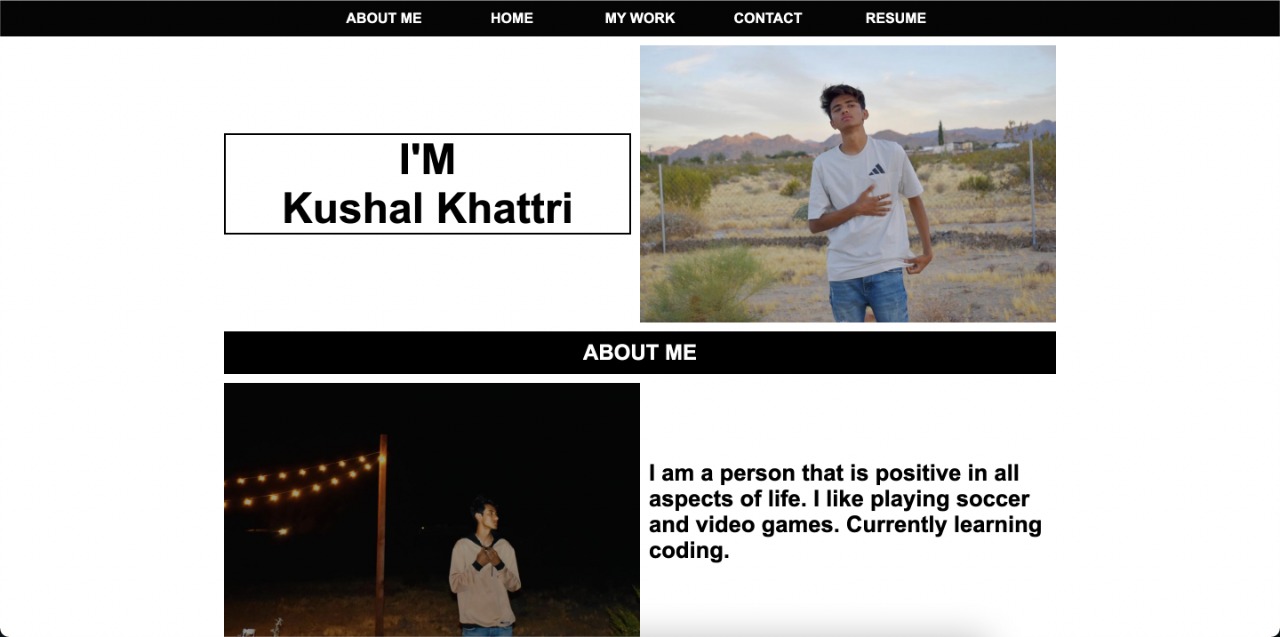 ABOUT ME HOME MY WORK CONTACT RESUME
I'M
Kushal Khattri
ABOUT ME
I am a person that is positive in all
aspects of life. I like playing soccer
and video games. Currently learning
coding.